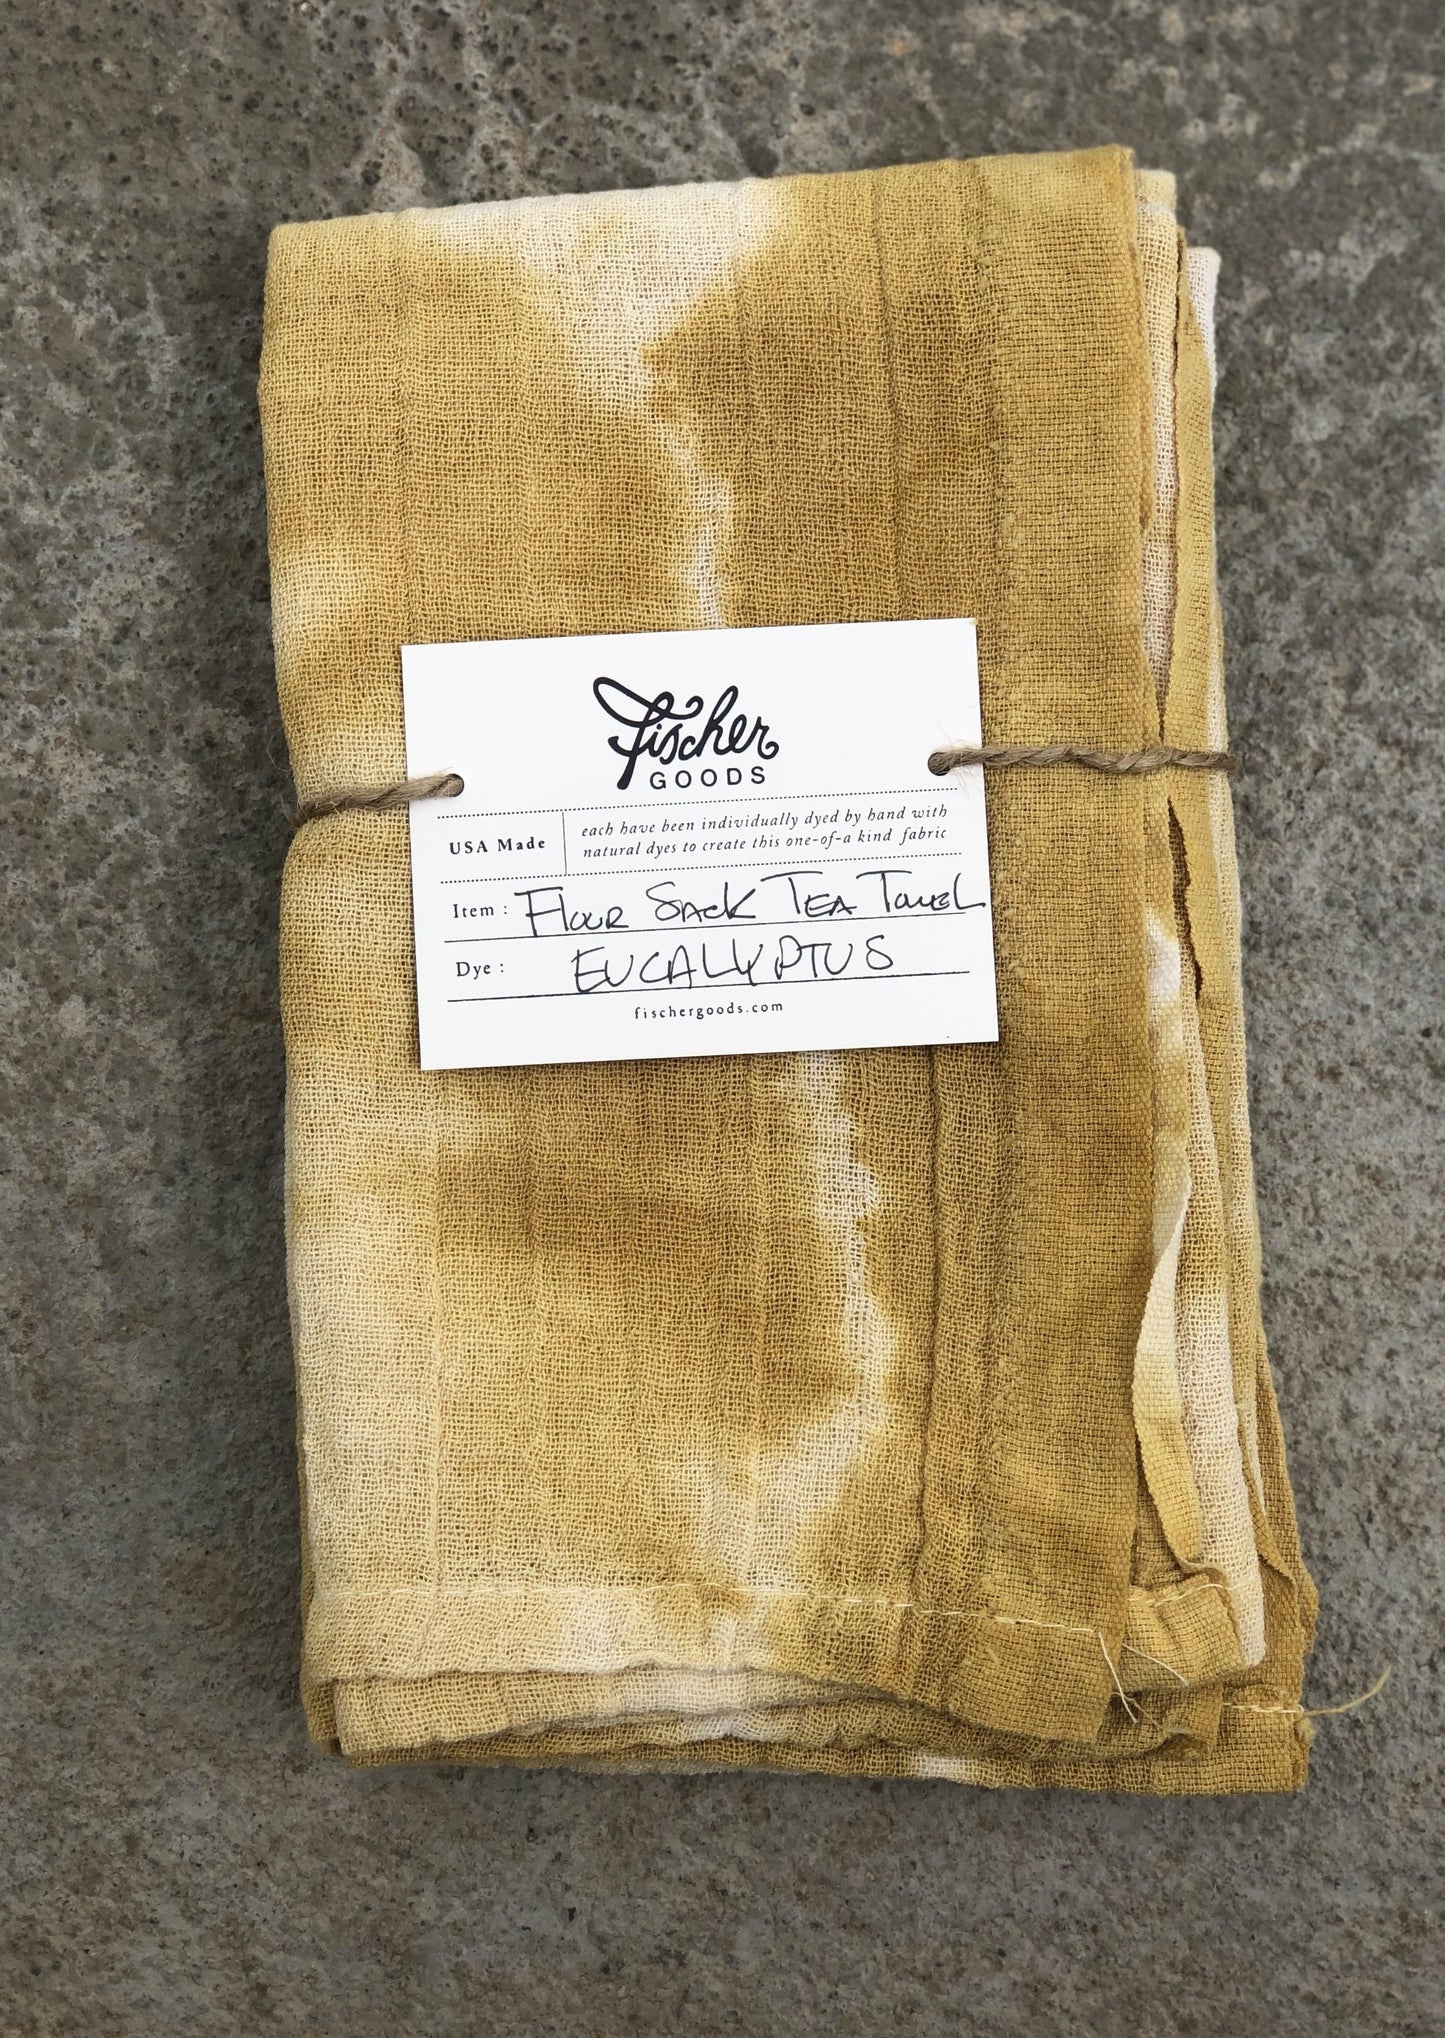 Fischer
GOODS
USA Made
each have been individually dyed by hand with
natural dyes to create this one-of-a kind fabric
Item : Flour Sack Tea Towel
Dye : EUCALYPTUS
fischergoods.com